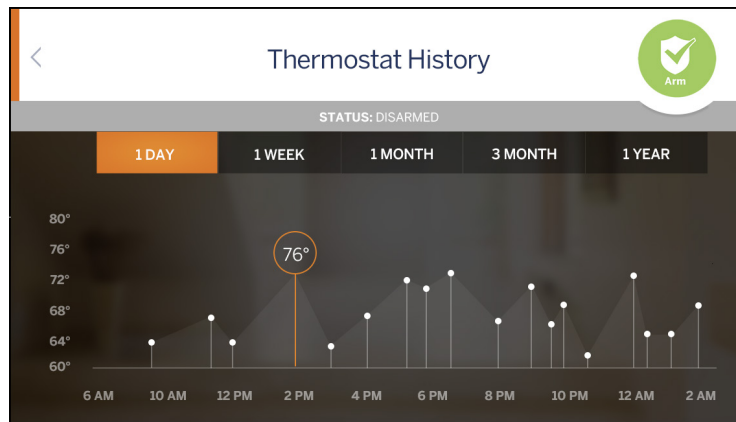 Thermostat History
Arm
STATUS: DISARMED
1 DAY 1 WEEK 1 MONTH 3 MONTH 1 YEAR
80°
76°
76°
72°
68°
64°
60°
6 AM 10 AM 12 PM 2 PM 4 PM 6 PM 8 PM 10 PM 12 AM 2 AM